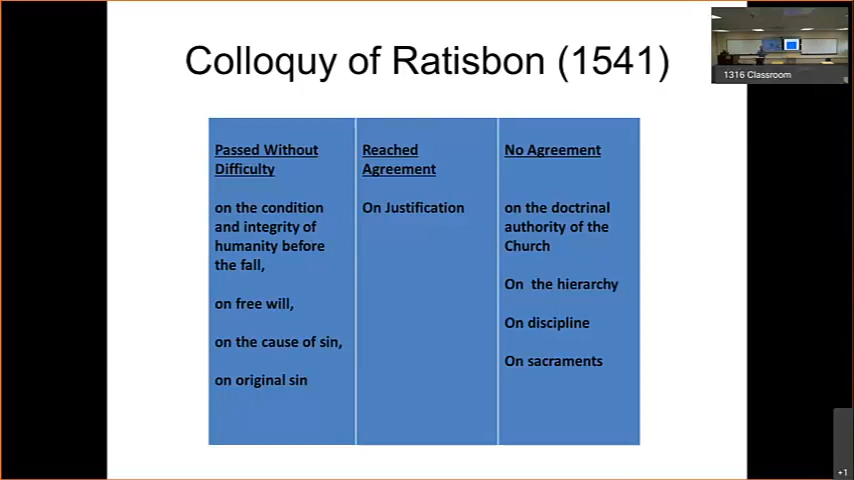 Colloquy of Ratisbon (1541)
1316 Classroom
Passed Without
Difficulty
on the condition
and integrity of
humanity before
the fall,
on free will,
on the cause of sin,
on original sin
Reached
Agreement
On Justification
No Agreement
on the doctrinal
authority of the
Church
On  the hierarchy
On discipline
On sacraments
+1